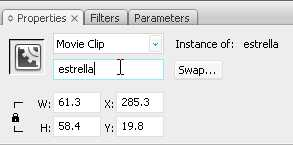 Properties × Filters Parameters
Movie Clip Instance of: estrella
estrella Swap...
W: 61.3 X: 285.3
H: 58.4 Y: 19.8